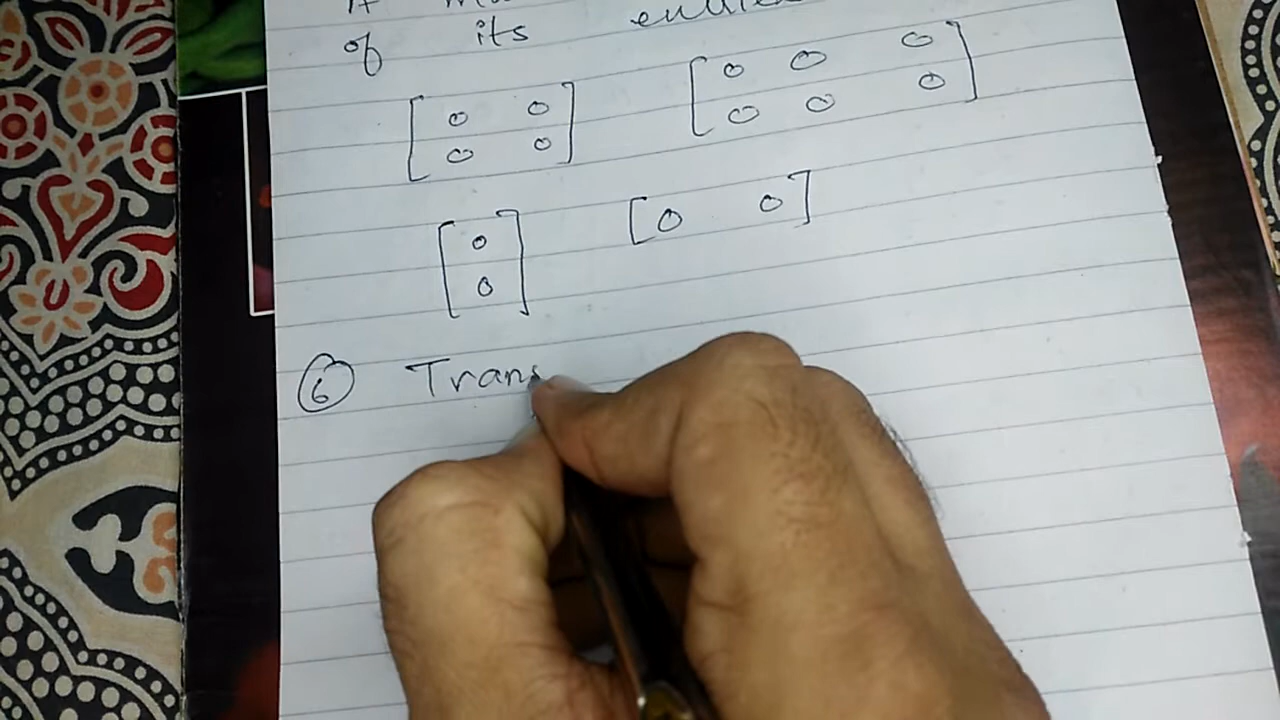 of its
[ 0 0 ] [ 0 0 0 ]
[ 0 0 ] [ 0 0 0 ]
[ 0 ] [ 0 0 ]
[ 0 ]
⑥ Trans